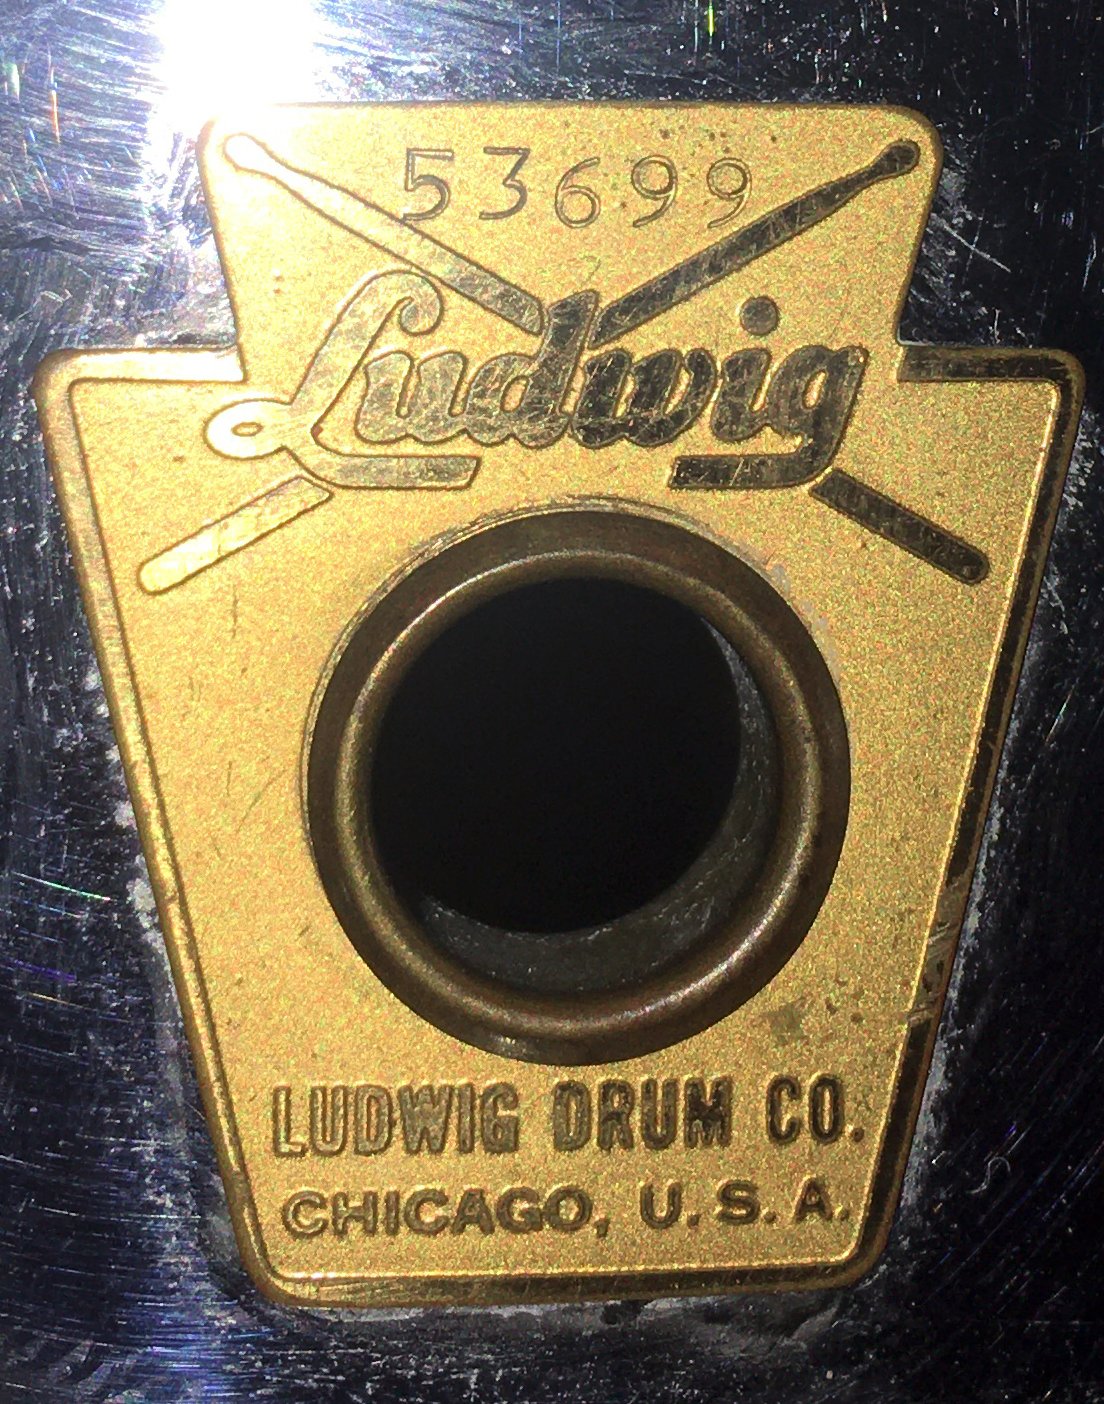 53699
Ludwig
LUDWIG DRUM CO.
CHICAGO, U.S.A.